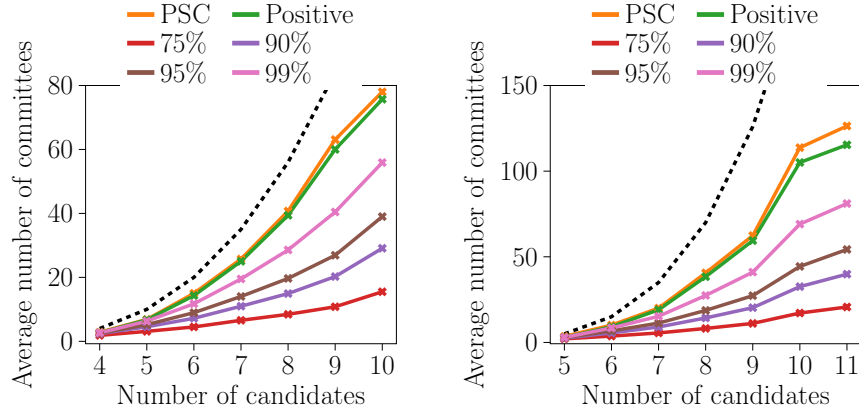 PSC Positive
75% 90%
95% 99%
Average number of committees
80
60
40
20
0
4 5 6 7 8 9 10
Number of candidates
PSC Positive
75% 90%
95% 99%
Average number of committees
150
100
50
0
5 6 7 8 9 10 11
Number of candidates